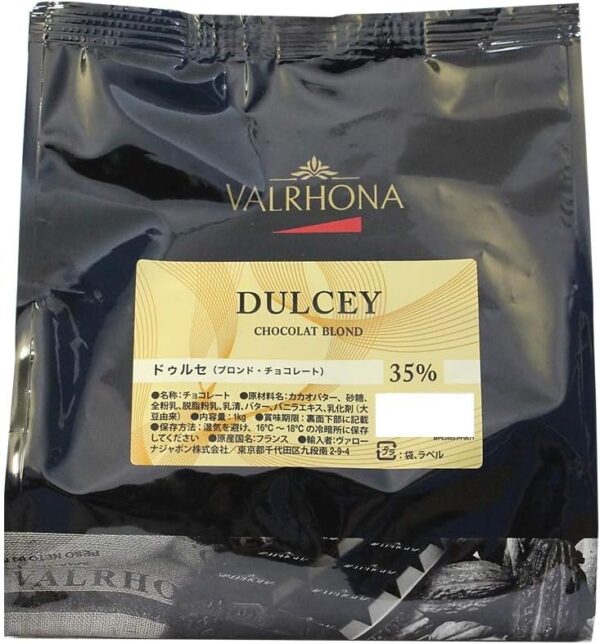 VALRHONA
DULCEY
CHOCOLAT BLOND
ドゥルセ（ブロンド・チョコレート）
35%
●名称：チョコレート ●原材料名：カカオバター、砂糖、
全粉乳、脱脂粉乳、乳清、バター、バニラエキス、乳化剤（大
豆由来） ●内容量：1kg ●賞味期限：裏面下部に記載
●保存方法：湿気を避け、16℃～18℃の冷暗所に保存
してください ●原産国名：フランス ●輸入者：ヴァロー
ナジャポン株式会社／東京都千代田区九段南2-9-4
プラ ：袋、ラベル
PESO NETO
VALRHO